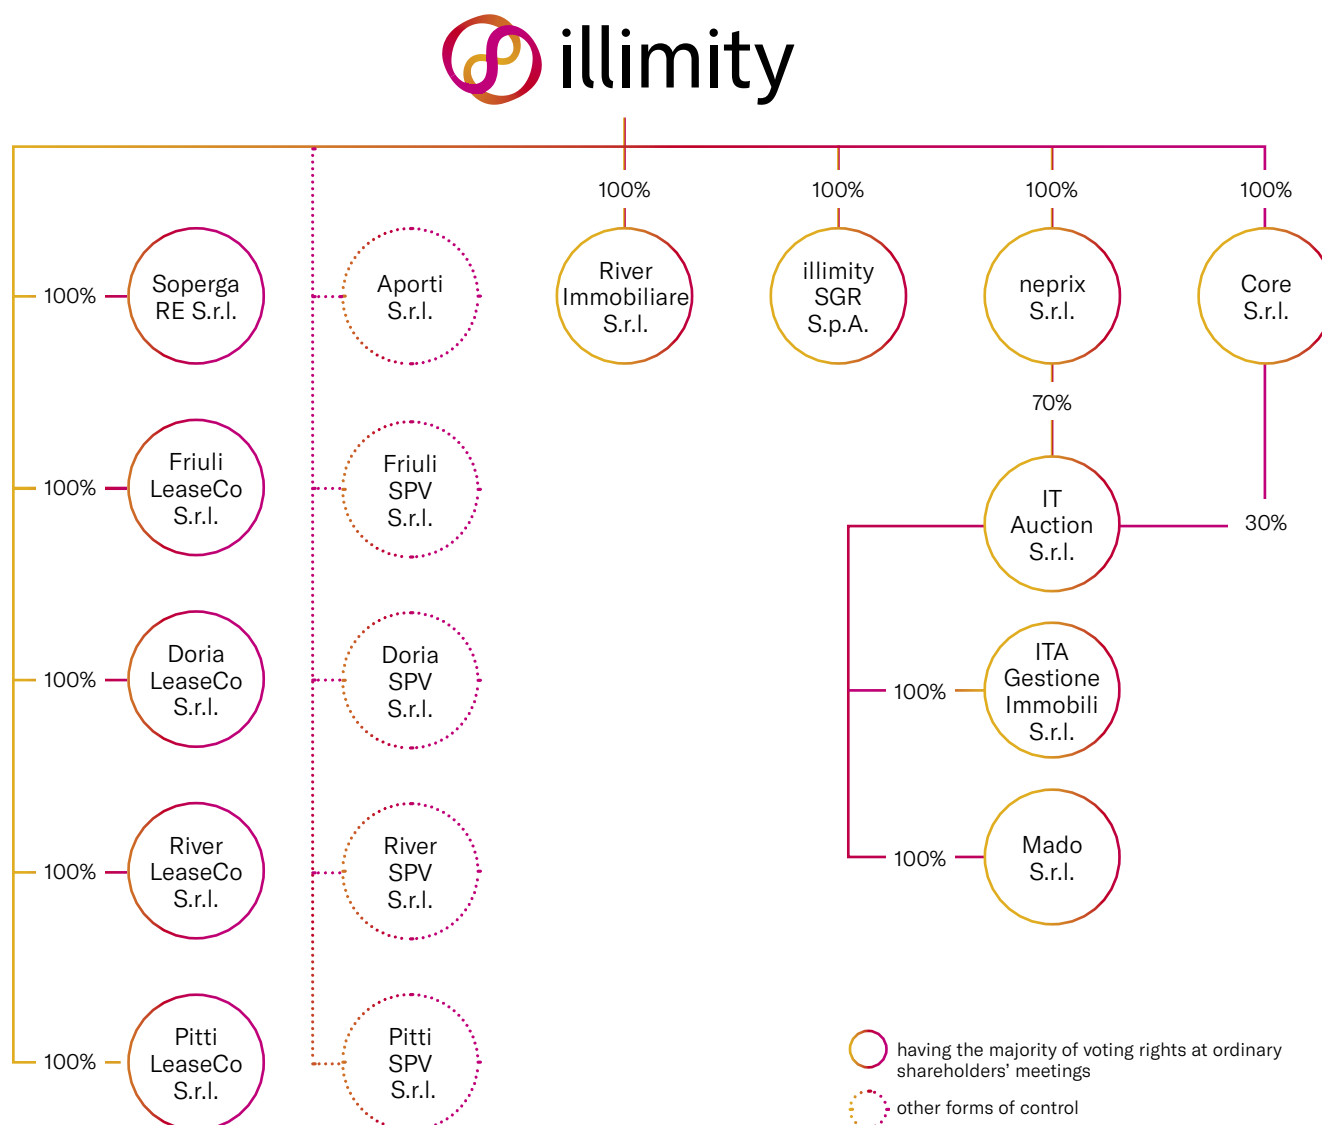 illimity
100%
100%
100%
100%
100%
Soperga
RE S.r.l.
Aporti
S.r.l.
River
Immobiliare
S.r.l.
illimity
SGR
S.p.A.
neprix
S.r.l.
Core
S.r.l.
70%
100%
Friuli
LeaseCo
S.r.l.
Friuli
SPV
S.r.l.
IT
Auction
S.r.l.
30%
100%
Doria
LeaseCo
S.r.l.
Doria
SPV
S.r.l.
100%
ITA
Gestione
Immobili
S.r.l.
100%
River
LeaseCo
S.r.l.
River
SPV
S.r.l.
100%
Mado
S.r.l.
100%
Pitti
LeaseCo
S.r.l.
Pitti
SPV
S.r.l.
having the majority of voting rights at ordinary
shareholders’ meetings
other forms of control